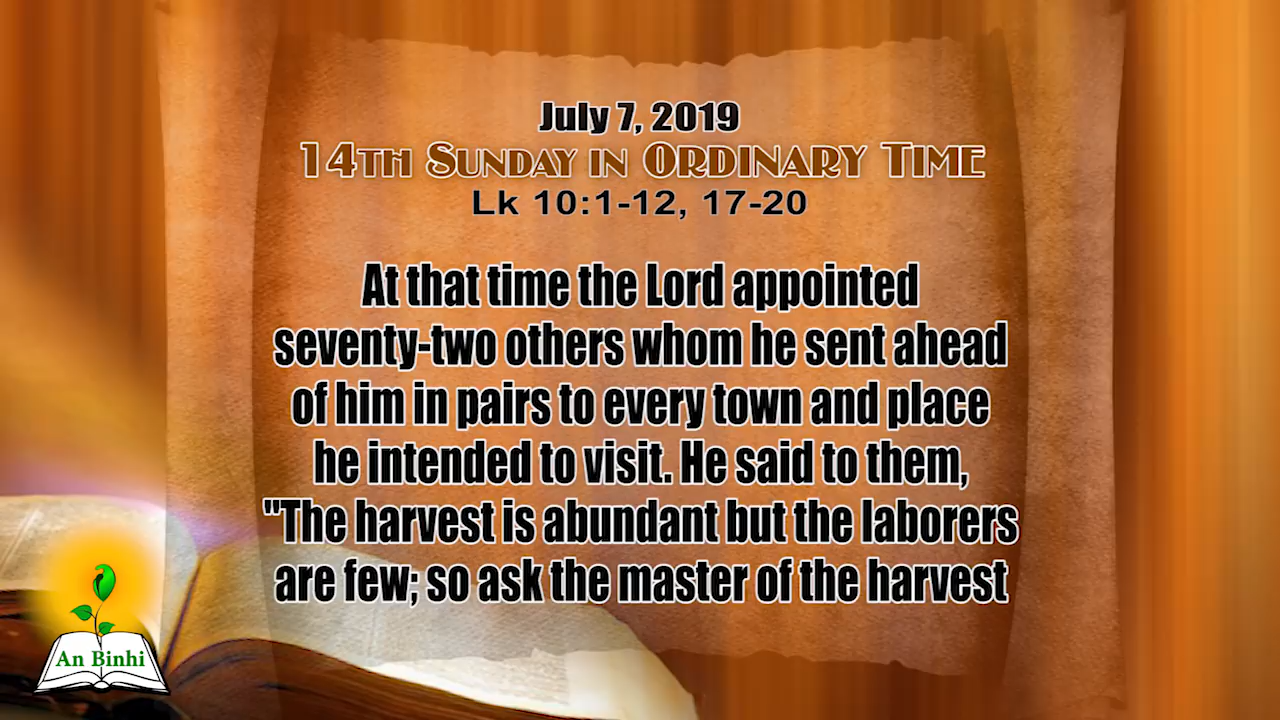 July 7, 2019
14TH SUNDAY IN ORDINARY TIME
Lk 10:1-12, 17-20
At that time the Lord appointed
seventy-two others whom he sent ahead
of him in pairs to every town and place
he intended to visit. He said to them,
"The harvest is abundant but the laborers
are few; so ask the master of the harvest
An Binhi